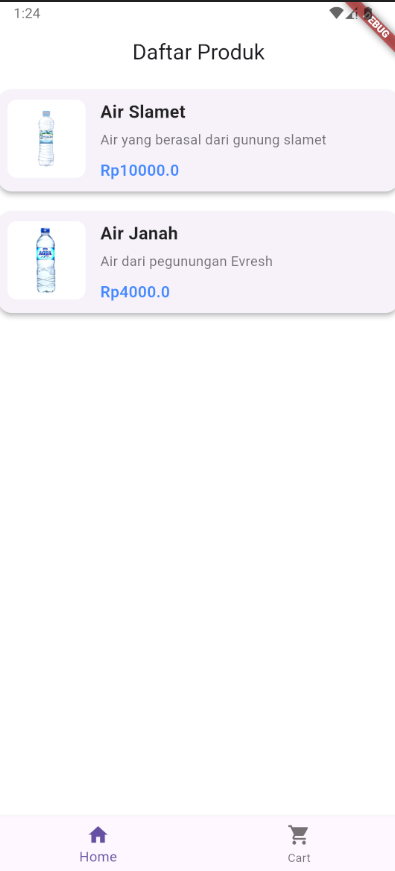 1:24
DEBUG
Daftar Produk
Air Slamet
Air yang berasal dari gunung slamet
Rp10000.0
AQUA
Air Janah
Air dari pegunungan Evresh
Rp4000.0
Home
Cart